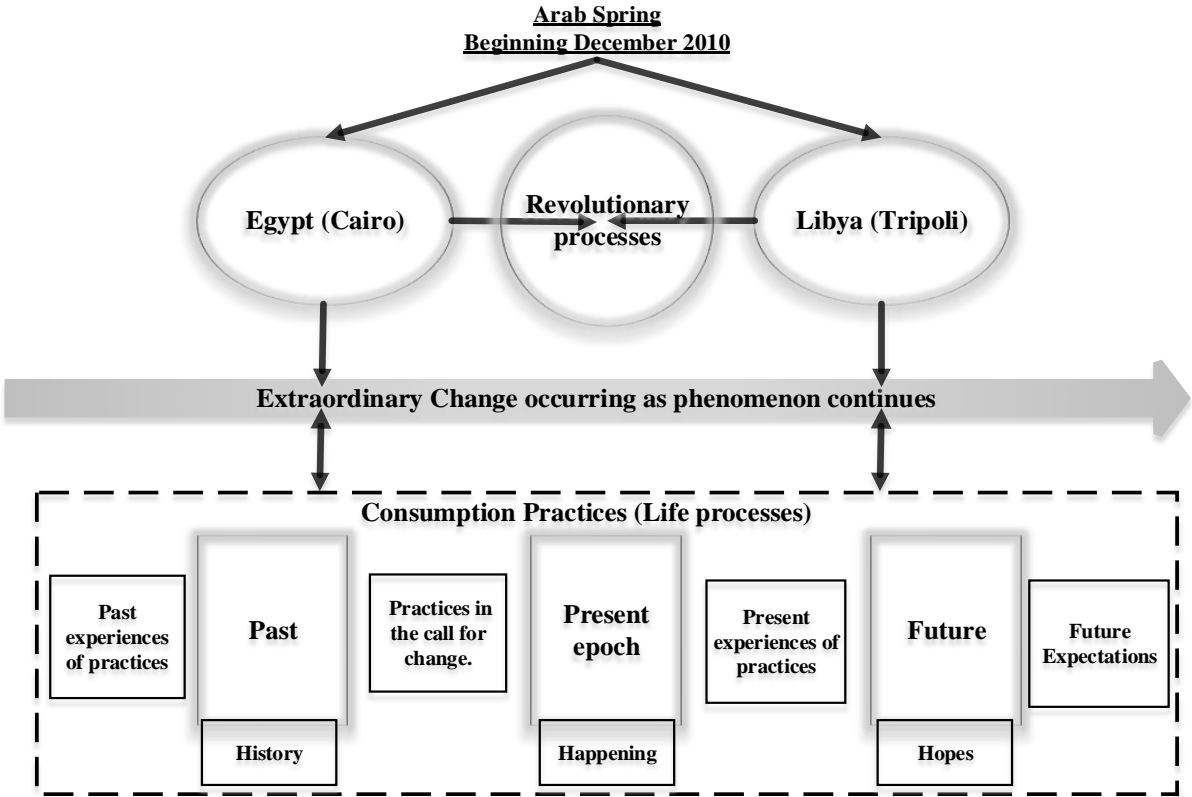 Arab Spring
Beginning December 2010
Egypt (Cairo)
Revolutionary
processes
Libya (Tripoli)
Extraordinary Change occurring as phenomenon continues
Consumption Practices (Life processes)
Past
experiences
of practices
Past
Practices in
the call for
change.
Present
epoch
Present
experiences of
practices
Future
Future
Expectations
History
Happening
Hopes